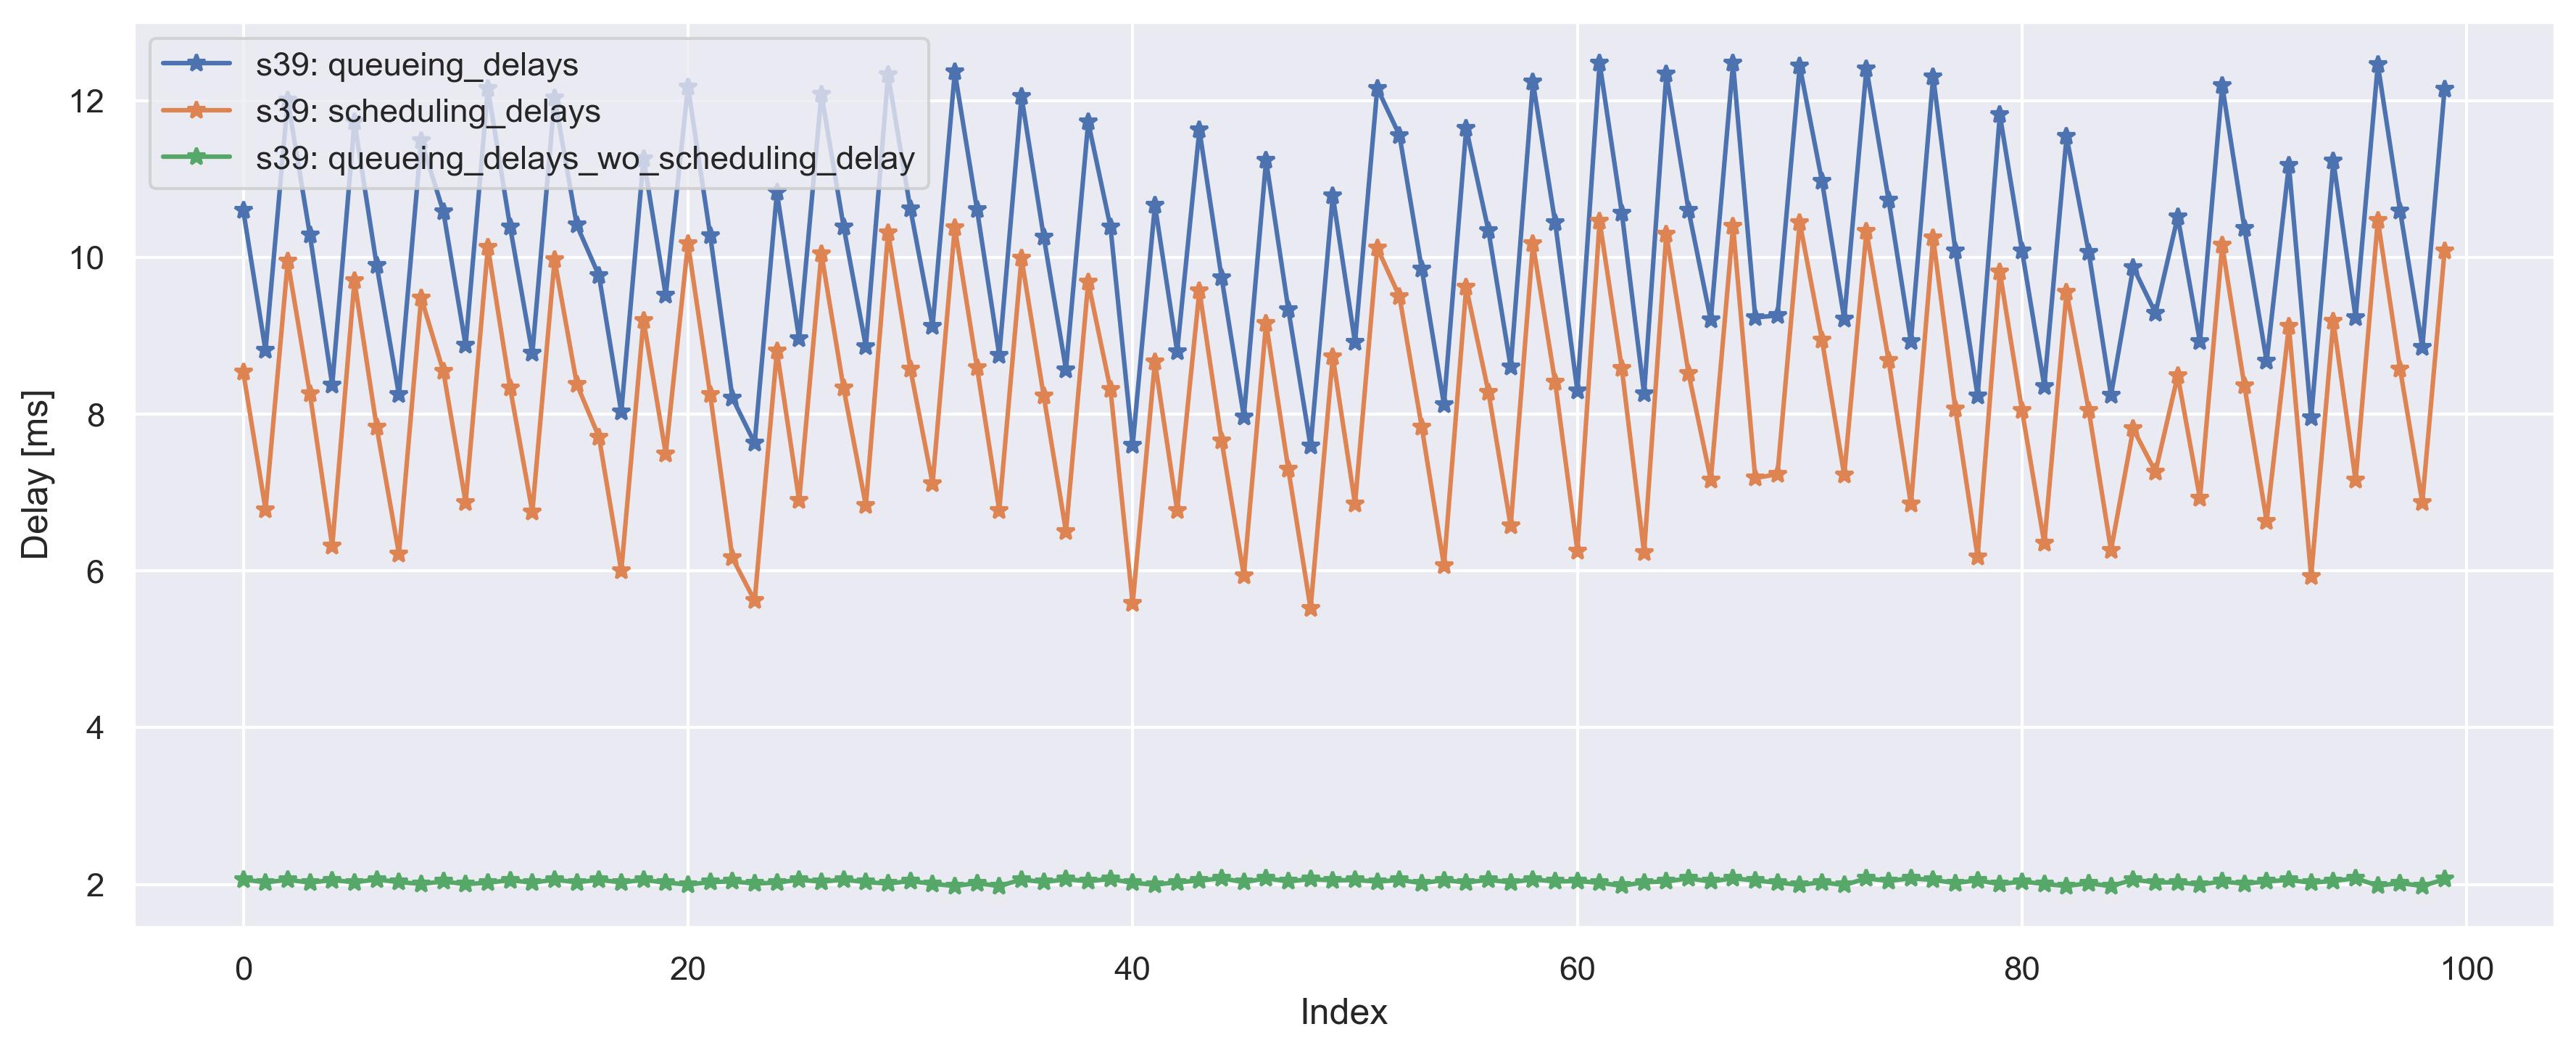 s39: queueing_delays
s39: scheduling_delays
s39: queueing_delays_wo_scheduling_delay
Delay [ms]
12
10
8
6
4
2
0 20 40 60 80 100
Index